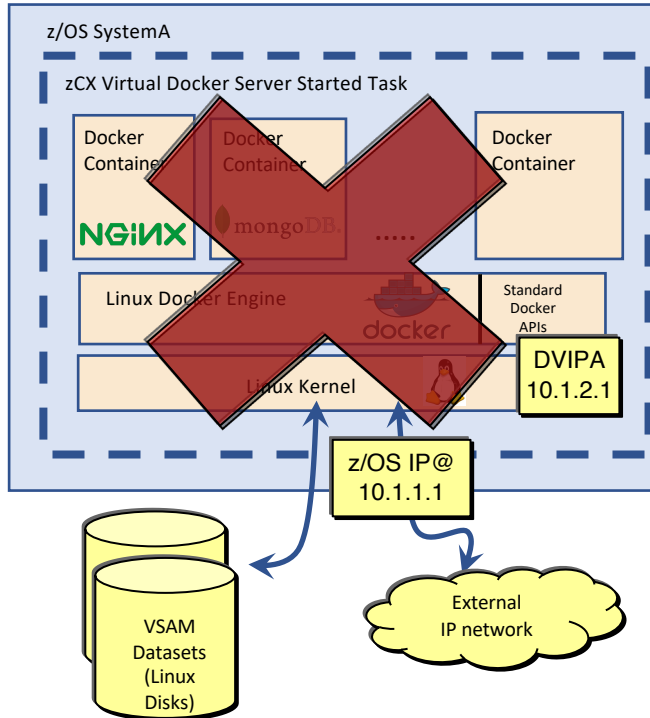 z/OS SystemA
zCX Virtual Docker Server Started Task
Docker
Container
Docker
Container
Docker
Container
NGiNX
mongoDB.
.....
Linux Docker Engine
docker
Standard
Docker
APIs
Linux Kernel
DVIPA
10.1.2.1
z/OS IP@
10.1.1.1
VSAM
Datasets
(Linux
Disks)
External
IP network